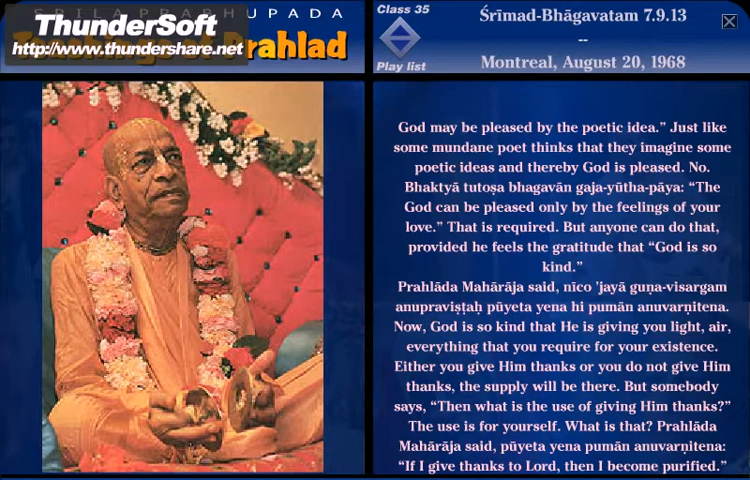 SRILA PRABHUPADA
ThunderSoft
http://www.thundershare.net
Teachings of Prahlad
Class 35
Play list
Śrīmad-Bhāgavatam 7.9.13
--
Montreal, August 20, 1968
God may be pleased by the poetic idea.” Just like
some mundane poet thinks that they imagine some
poetic ideas and thereby God is pleased. No.
Bhaktyā tutoṣa bhagavān gaja-yūtha-pāya: “The
God can be pleased only by the feelings of your
love.” That is required. But anyone can do that,
provided he feels the gratitude that “God is so
kind.”
Prahlāda Mahārāja said, nīco ’jayā guṇa-visargam
anupraviṣṭaḥ pūyeta yena hi pumān anuvarṇitena.
Now, God is so kind that He is giving you light, air,
everything that you require for your existence.
Either you give Him thanks or you do not give Him
thanks, the supply will be there. But somebody
says, “Then what is the use of giving Him thanks?”
The use is for yourself. What is that? Prahlāda
Mahārāja said, pūyeta yena pumān anuvarṇitena:
“If I give thanks to Lord, then I become purified.”